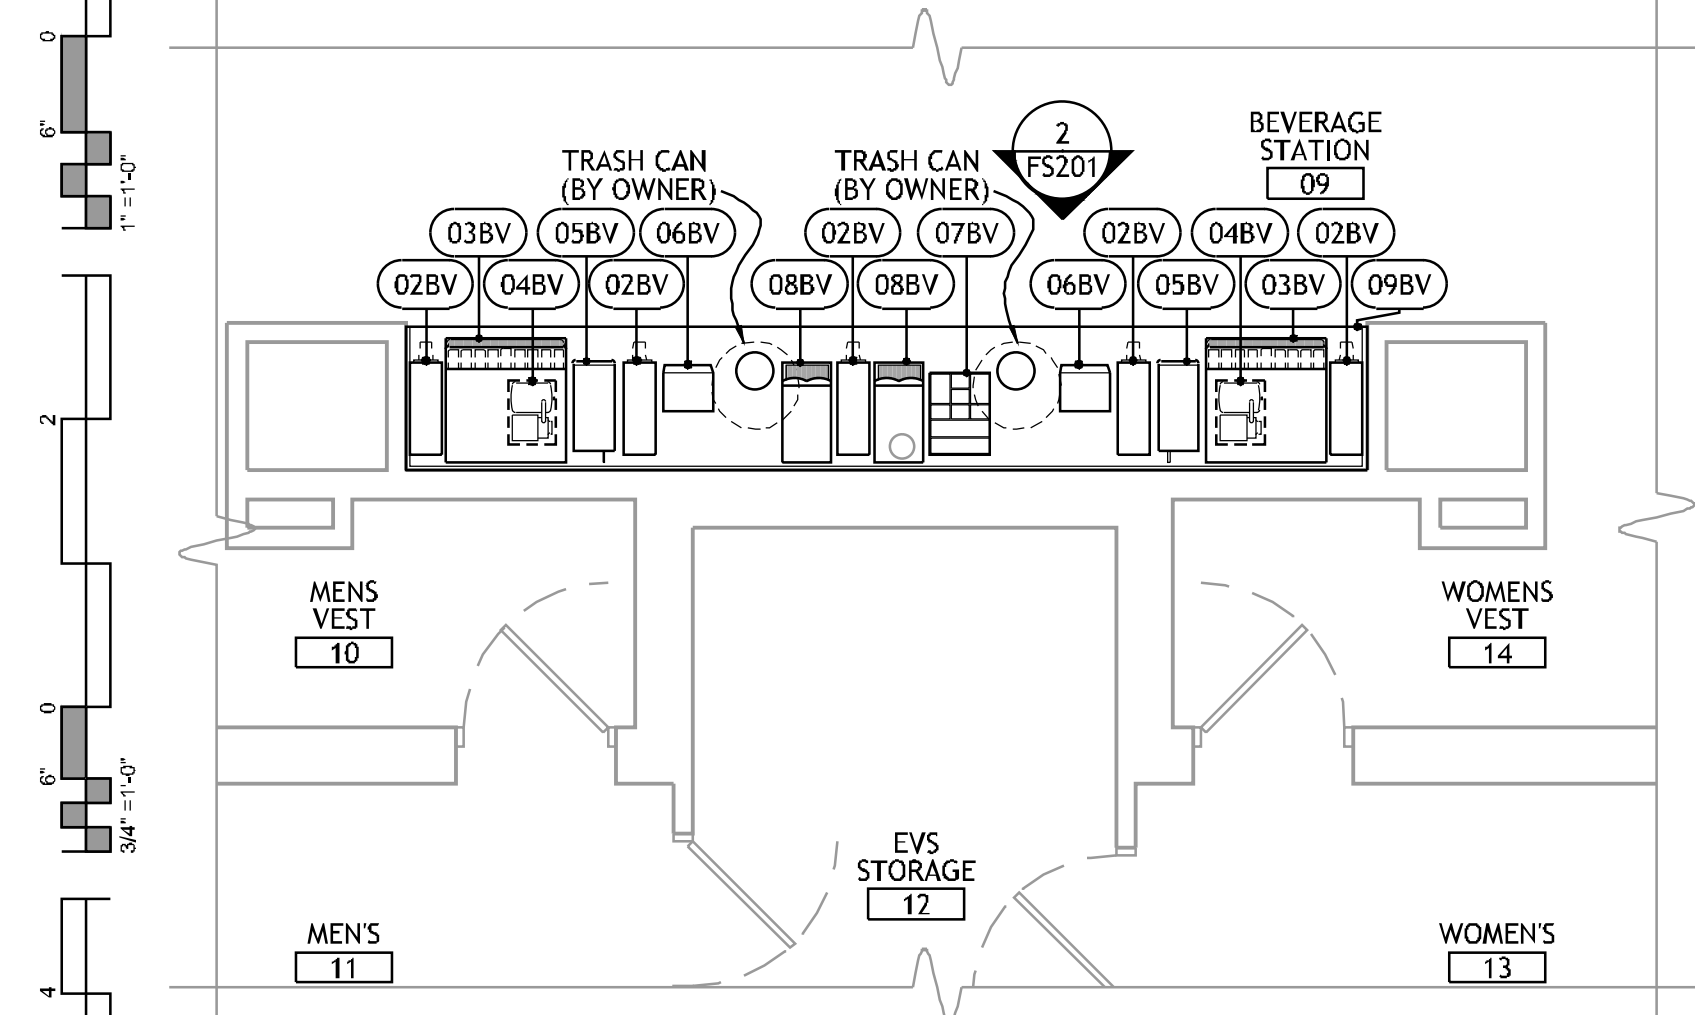 0
6"
1" =1'-0"
2
0
6"
3/4" =1'-0"
4
2
FS201
BEVERAGE
STATION
09
TRASH CAN
(BY OWNER)
TRASH CAN
(BY OWNER)
03BV
05BV
06BV
02BV
07BV
02BV
04BV
02BV
02BV
04BV
02BV
08BV
08BV
06BV
05BV
03BV
09BV
MENS
VEST
10
WOMENS
VEST
14
EVS
STORAGE
12
MEN'S
11
WOMEN'S
13